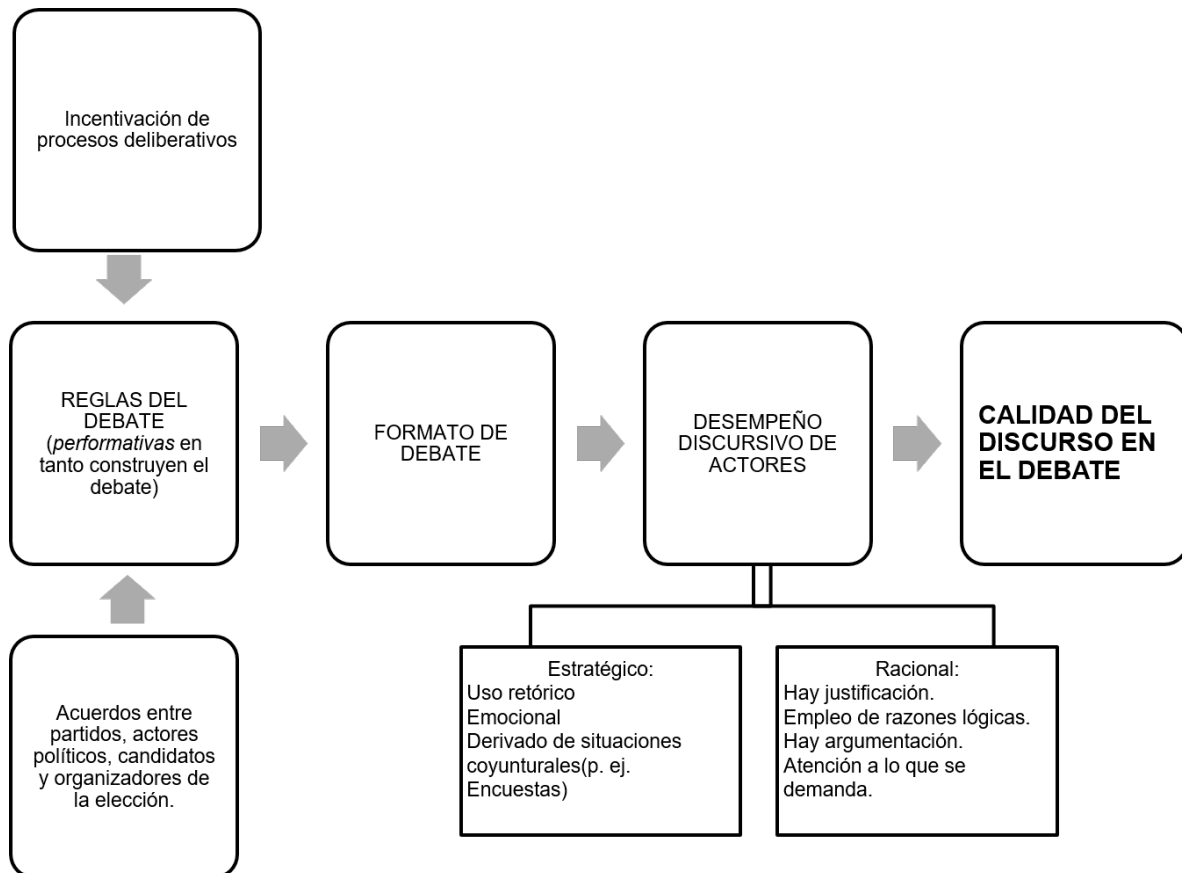 Incentivación de
procesos deliberativos
REGLAS DEL
DEBATE
(performativas en
tanto construyen el
debate)
FORMATO DE
DEBATE
DESEMPEÑO
DISCURSIVO DE
ACTORES
CALIDAD DEL
DISCURSO EN
EL DEBATE
Acuerdos entre
partidos, actores
políticos, candidatos
y organizadores de
la elección.
Estratégico:
Uso retórico
Emocional
Derivado de situaciones
coyunturales(p. ej.
Encuestas)
Racional:
Hay justificación.
Empleo de razones lógicas.
Hay argumentación.
Atención a lo que se
demanda.